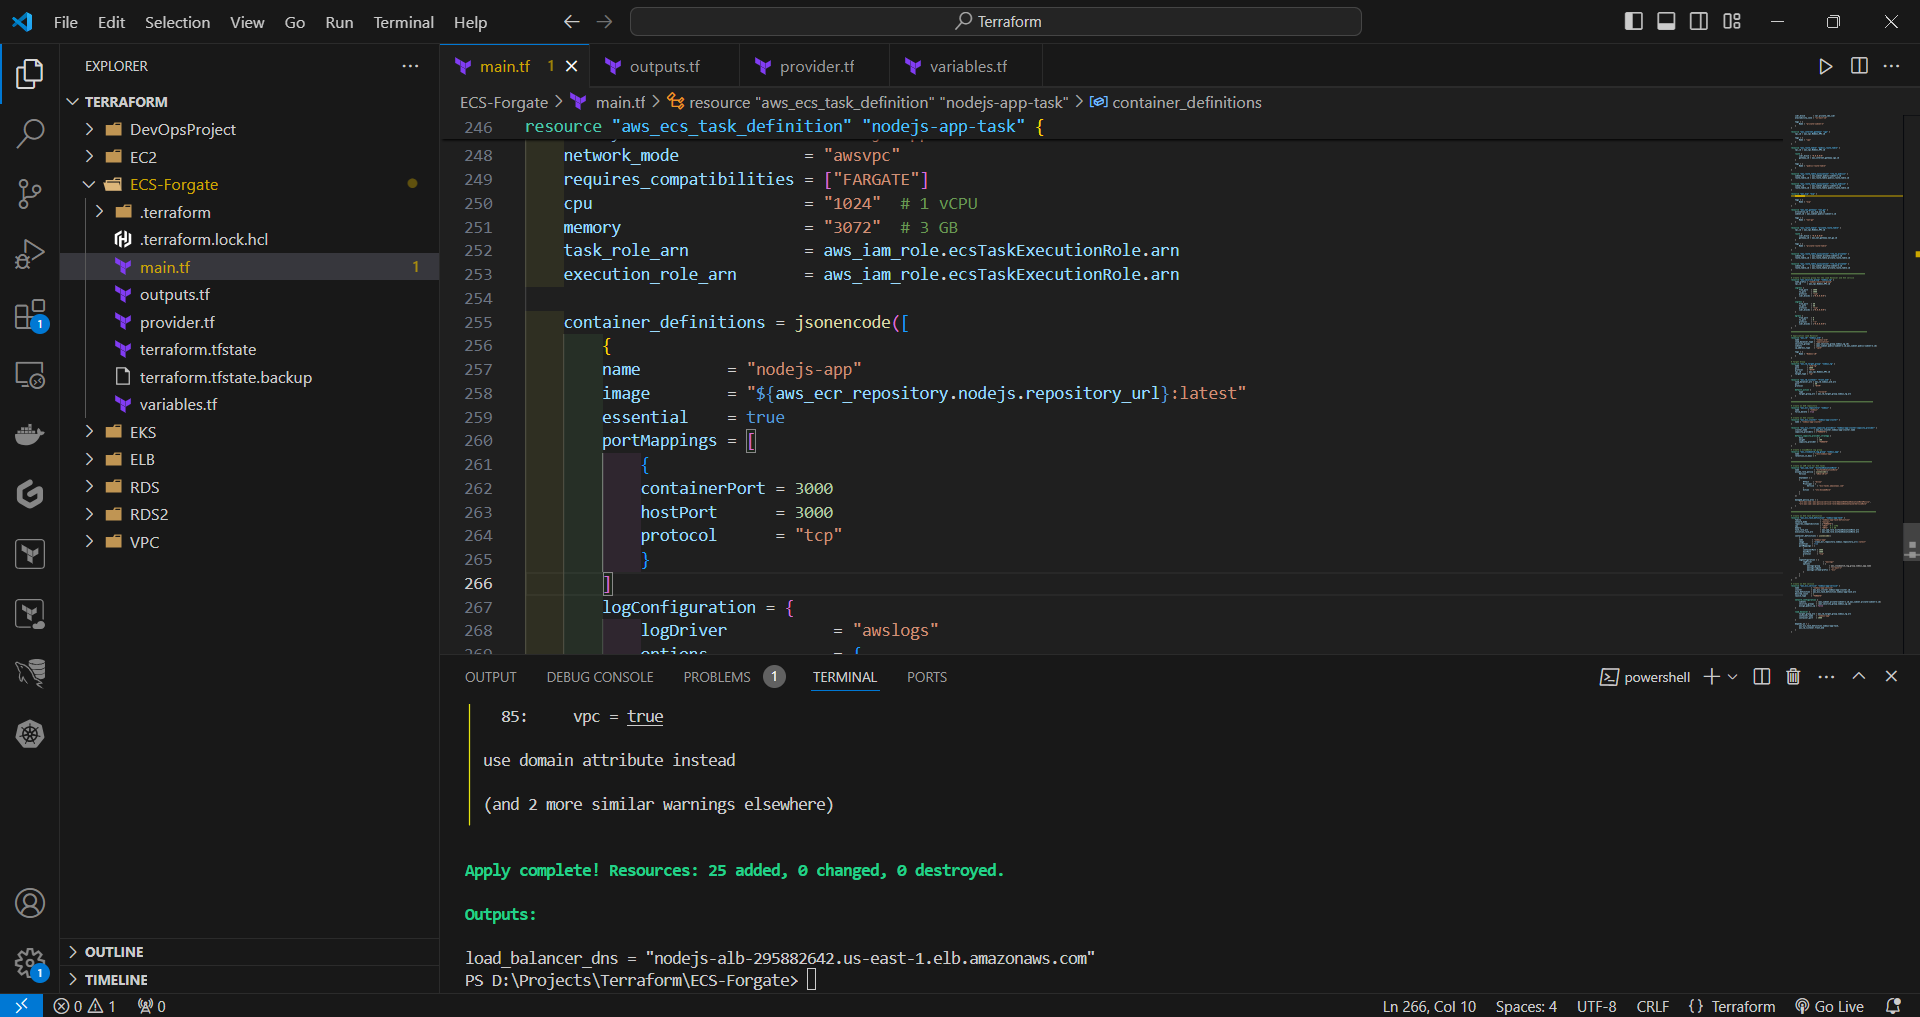 File Edit Selection View Go Run Terminal Help
Terraform
EXPLORER
TERRAFORM
DevOpsProject
EC2
ECS-Forgate
.terraform
.terraform.lock.hcl
main.tf 1
outputs.tf
provider.tf
terraform.tfstate
terraform.tfstate.backup
variables.tf
EKS
ELB
RDS
RDS2
VPC
OUTLINE
TIMELINE
1
1
main.tf 1
outputs.tf
provider.tf
variables.tf
ECS-Forgate > main.tf > resource "aws_ecs_task_definition" "nodejs-app-task" > container_definitions
246 resource "aws_ecs_task_definition" "nodejs-app-task" {
248 network_mode = "awsvpc"
249 requires_compatibilities = ["FARGATE"]
250 cpu = "1024" # 1 vCPU
251 memory = "3072" # 3 GB
252 task_role_arn = aws_iam_role.ecsTaskExecutionRole.arn
253 execution_role_arn = aws_iam_role.ecsTaskExecutionRole.arn
254
255 container_definitions = jsonencode([
256 {
257 name = "nodejs-app"
258 image = "${aws_ecr_repository.nodejs.repository_url}:latest"
259 essential = true
260 portMappings = [
261 {
262 containerPort = 3000
263 hostPort = 3000
264 protocol = "tcp"
265 }
266 ]
267 logConfiguration = {
268 logDriver = "awslogs"
269 options = {
OUTPUT DEBUG CONSOLE PROBLEMS 1 TERMINAL PORTS
powershell
85: vpc = true
use domain attribute instead
(and 2 more similar warnings elsewhere)
Apply complete! Resources: 25 added, 0 changed, 0 destroyed.
Outputs:
load_balancer_dns = "nodejs-alb-295882642.us-east-1.elb.amazonaws.com"
PS D:\Projects\Terraform\ECS-Forgate>
0 1 0
Ln 266, Col 10 Spaces: 4 UTF-8 CRLF {} Terraform Go Live